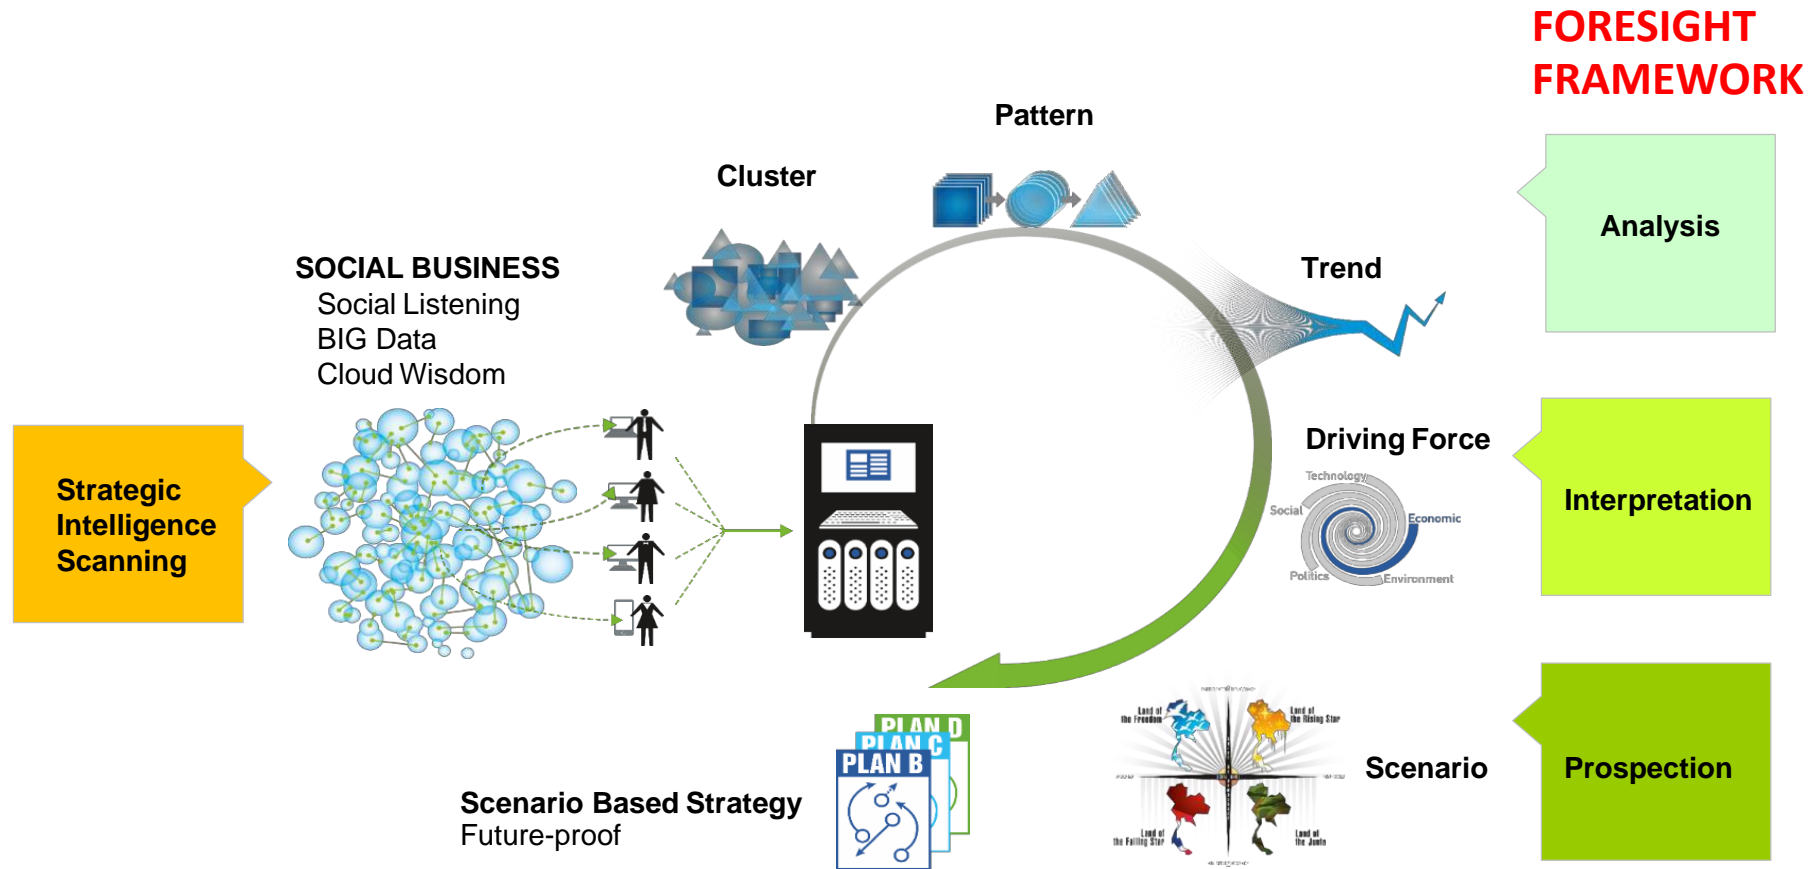 FORESIGHT
FRAMEWORK
Pattern
Cluster
Analysis
SOCIAL BUSINESS
Social Listening
BIG Data
Cloud Wisdom
Trend
Strategic
Intelligence
Scanning
Driving Force
Technology
Social
Economic
Politics
Environment
Interpretation
Land of
the Freedom
Land of
the Rising Star
Land of
the Falling Star
Land of
the Junta
Scenario
Prospection
PLAN D
PLAN C
PLAN B
Scenario Based Strategy
Future-proof